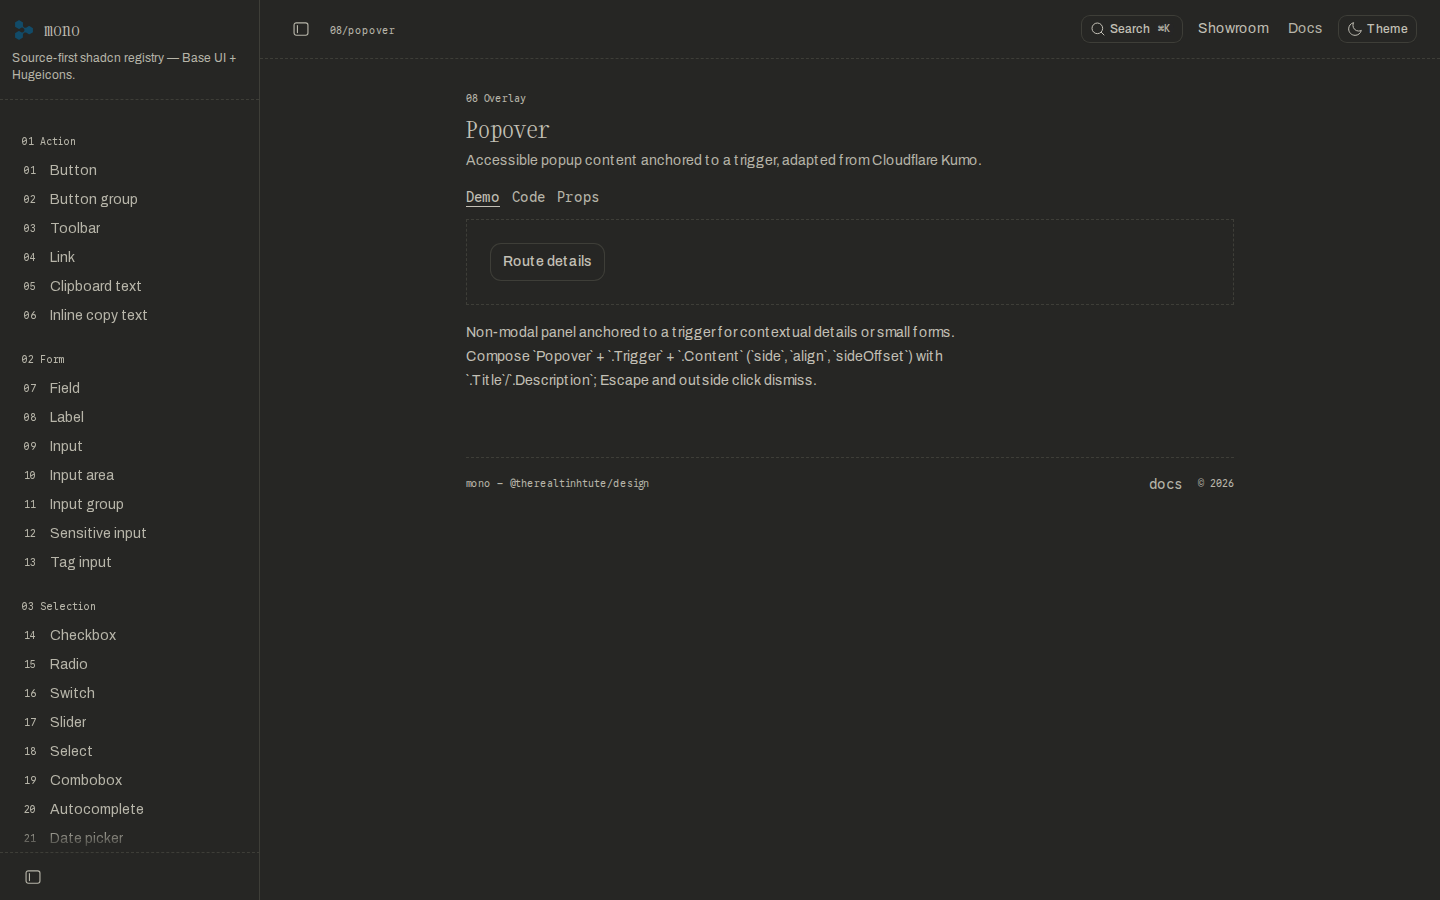 mono
Source-first shadcn registry — Base UI +
Hugeicons.
01 Action
01 Button
02 Button group
03 Toolbar
04 Link
05 Clipboard text
06 Inline copy text
02 Form
07 Field
08 Label
09 Input
10 Input area
11 Input group
12 Sensitive input
13 Tag input
03 Selection
14 Checkbox
15 Radio
16 Switch
17 Slider
18 Select
19 Combobox
20 Autocomplete
21 Date picker
08/popover
Search ⌘K
Showroom
Docs
Theme
08 Overlay
Popover
Accessible popup content anchored to a trigger, adapted from Cloudflare Kumo.
Demo Code Props
Route details
Non-modal panel anchored to a trigger for contextual details or small forms.
Compose `Popover` + `.Trigger` + `.Content` (`side`, `align`, `sideOffset`) with
`.Title`/`.Description`; Escape and outside click dismiss.
mono — @therealtinhtute/design
docs © 2026